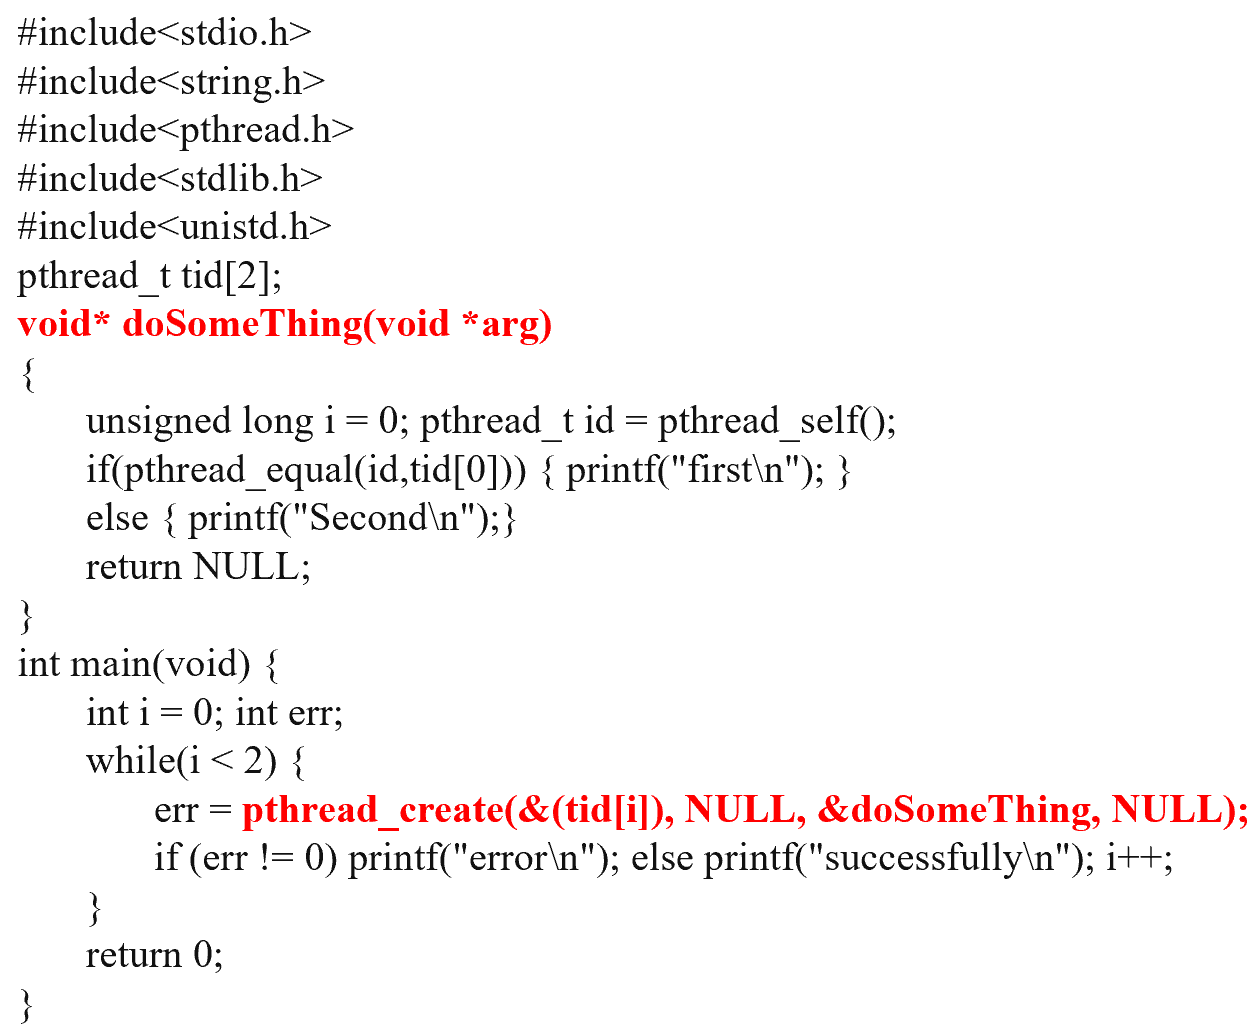 #include<stdio.h>
#include<string.h>
#include<pthread.h>
#include<stdlib.h>
#include<unistd.h>
pthread_t tid[2];
void* doSomeThing(void *arg)
{
unsigned long i = 0; pthread_t id = pthread_self();
if(pthread_equal(id,tid[0])) { printf("first\n"); }
else { printf("Second\n");}
return NULL;
}
int main(void) {
int i = 0; int err;
while(i < 2) {
err = pthread_create(&(tid[i]), NULL, &doSomeThing, NULL);
if (err != 0) printf("error\n"); else printf("successfully\n"); i++;
}
return 0;
}